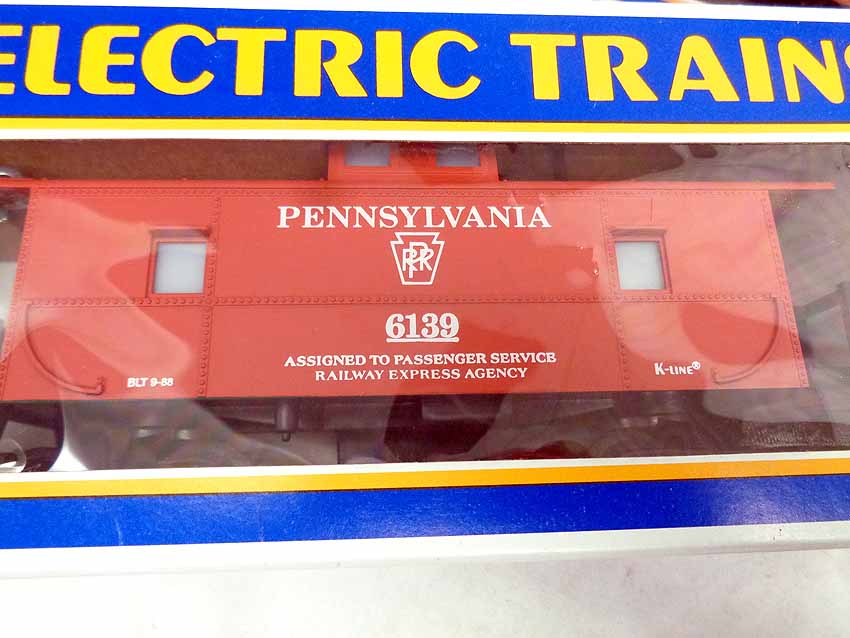 ELECTRIC TRAINS
PENNSYLVANIA
PRR
6139
ASSIGNED TO PASSENGER SERVICE
RAILWAY EXPRESS AGENCY
BLT 9-88
K-LINE®